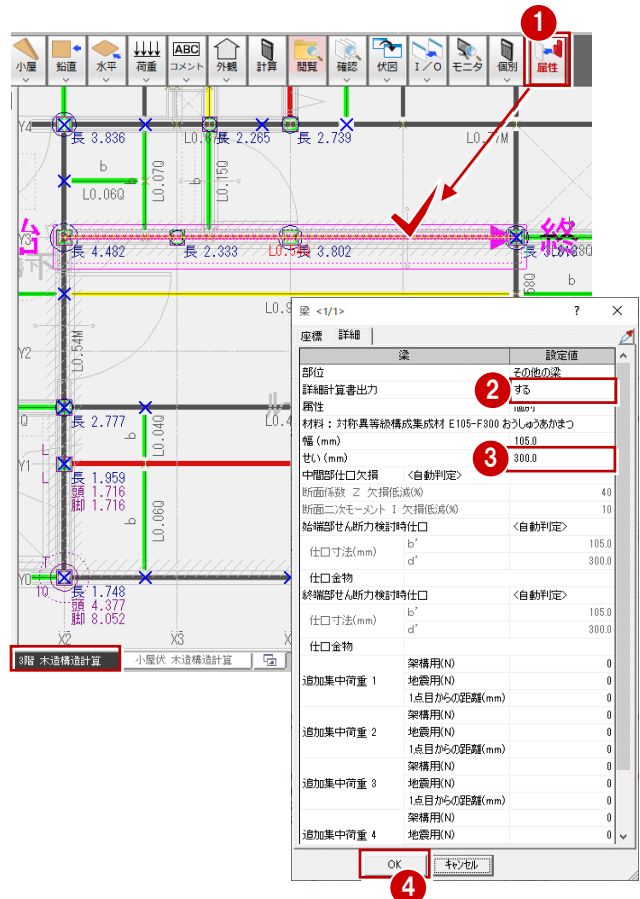 1
小屋 鉛直 水平 荷重 コメント 外観 計算 閲覧 確認 伏図 I/O モニタ 個別 属性
ABC
Y4
長 3.836
長 2.265
長 2.739
L0.77M
b
L0.07Q
L0.06Q
b
L0.15Q
Y3
長 4.482
長 2.333
長 3.802
終
b
L0.9
Y2
L0.54M
長 2.777
b
L0.04Q
L0.4
Y1
L
L
長 1.959
頭 1.716
脚 1.716
b
L0.06Q
T
Y0
10
長 1.748
頭 4.377
脚 8.052
X2
X3
X
3階 木造構造計算
小屋伏 木造構造計算
梁 <1/1>
? ×
座標 詳細
梁 設定値
部位 その他の梁
2
詳細計算書出力 する
属性 個別
材料：対称異等級構成集成材 E105-F300 おうしゅうあかまつ
幅(mm) 105.0
3
せい(mm) 300.0
中間部仕口欠損 <自動判定>
断面係数 Z 欠損低減(%) 40
断面二次モーメント I 欠損低減(%) 10
始端部せん断力検討時仕口 <自動判定>
仕口寸法(mm)
b’ 105.0
d’ 300.0
仕口金物
終端部せん断力検討時仕口 <自動判定>
仕口寸法(mm)
b’ 105.0
d’ 300.0
仕口金物
追加集中荷重 1
架構用(N) 0
地震用(N) 0
1点目からの距離(mm) 0
追加集中荷重 2
架構用(N) 0
地震用(N) 0
1点目からの距離(mm) 0
追加集中荷重 3
架構用(N) 0
地震用(N) 0
1点目からの距離(mm) 0
追加集中荷重 4
架構用(N) 0
地震用(N) 0
OK キャンセル
4